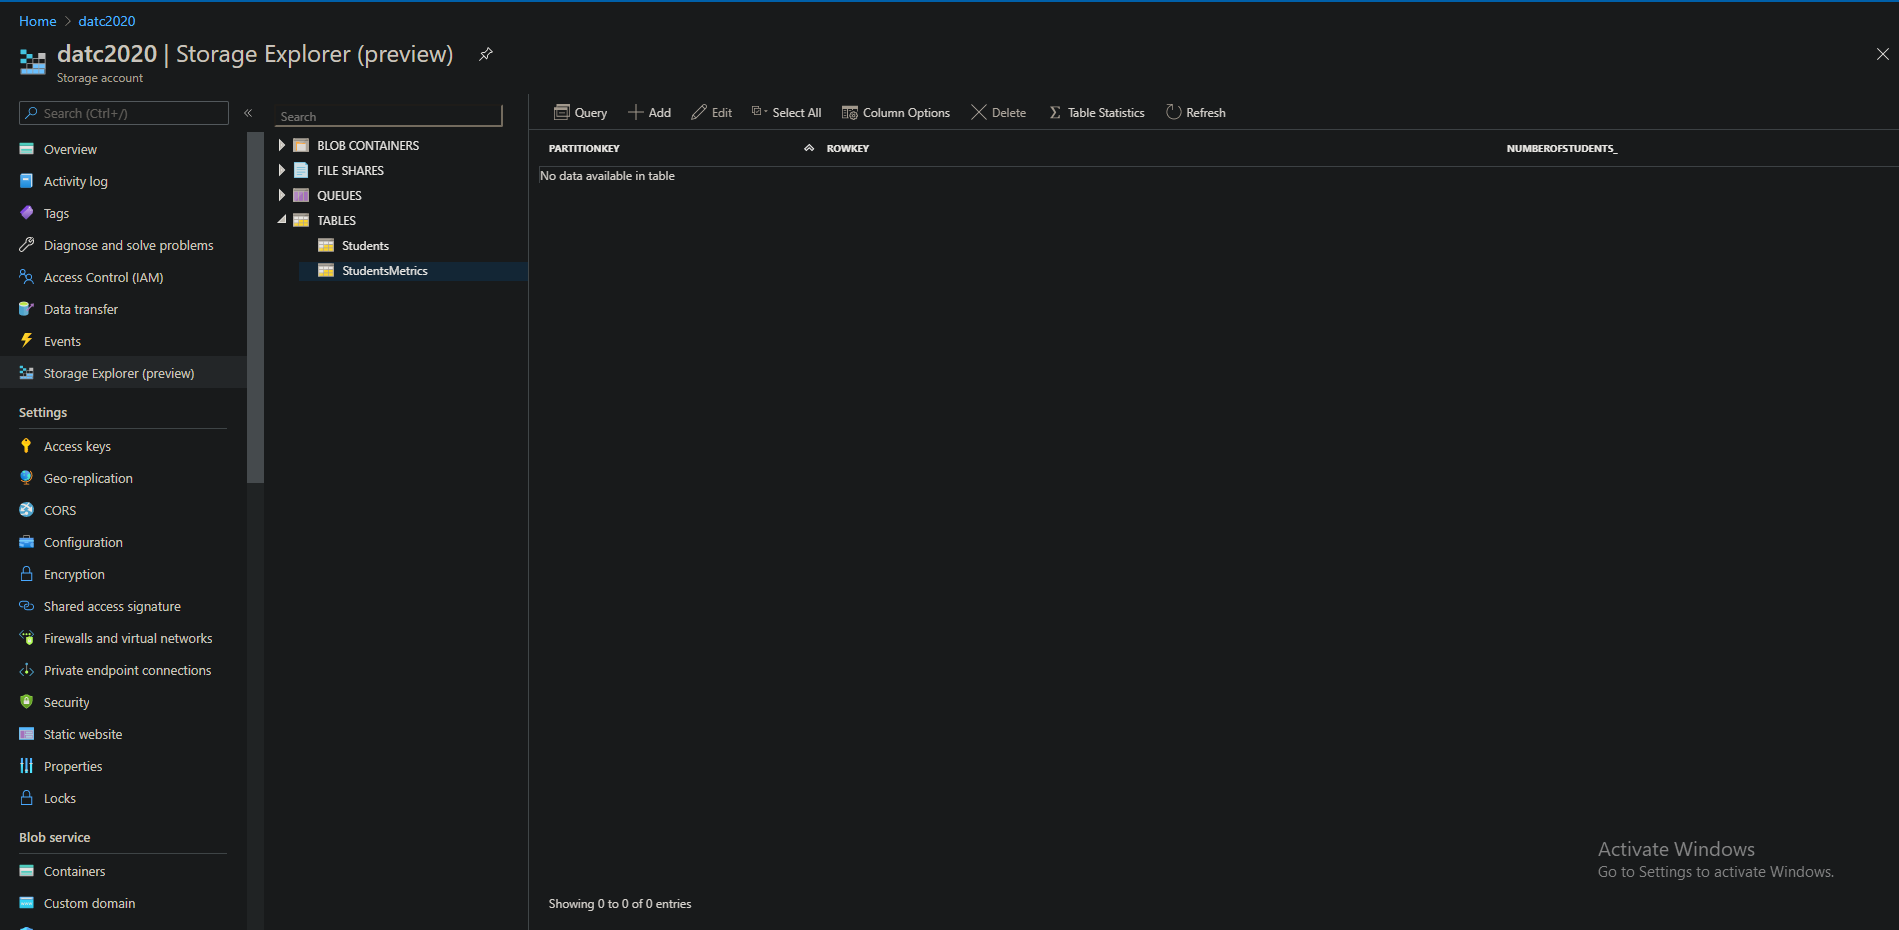 Home > datc2020
datc2020 | Storage Explorer (preview)
Storage account
Search (Ctrl+/)
«
Overview
Activity log
Tags
Diagnose and solve problems
Access Control (IAM)
Data transfer
Events
Storage Explorer (preview)
Settings
Access keys
Geo-replication
CORS
Configuration
Encryption
Shared access signature
Firewalls and virtual networks
Private endpoint connections
Security
Static website
Properties
Locks
Blob service
Containers
Custom domain
Search
BLOB CONTAINERS
FILE SHARES
QUEUES
TABLES
Students
StudentsMetrics
Query Add Edit Select All Column Options Delete Table Statistics Refresh
PARTITIONKEY ROWKEY NUMBEROFSTUDENTS_
No data available in table
Showing 0 to 0 of 0 entries
Activate Windows
Go to Settings to activate Windows.